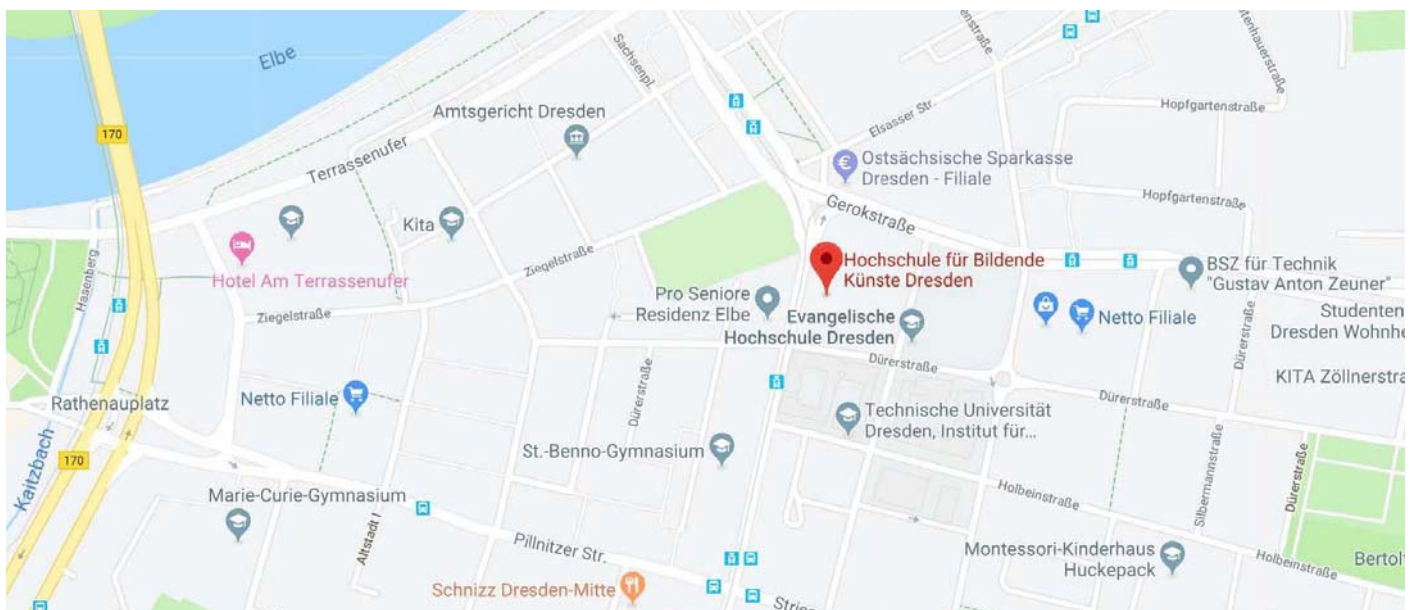 Elbe
170
Sachsenpl.
Amtsgericht Dresden
Terrassenufer
Elsasser Str.
Hopfgartenstraße
Ostsächsische Sparkasse
Dresden - Filiale
Hopfgartenstraße
Gerokstraße
Kita
Hasenberg
Hotel Am Terrassenufer
Ziegelstraße
Ziegelstraße
Hochschule für Bildende
Künste Dresden
BSZ für Technik
"Gustav Anton Zeuner"
Pro Seniore
Residenz Elbe
Evangelische
Hochschule Dresden
Netto Filiale
Studenten
Dresden Wohnhe
Dürerstraße
Dürerstraße
Dürerstraße
KITA Zöllnerstra
Dürerstraße
Rathenauplatz
Netto Filiale
Technische Universität
Dresden, Institut für...
St.-Benno-Gymnasium
Kaitzbach
170
Marie-Curie-Gymnasium
Holbeinstraße
Silbermannstraße
Dürerstraße
Altstadt I
Pillnitzer Str.
Montessori-Kinderhaus
Huckepack
Holbeinstraße
Bertolt
Schnizz Dresden-Mitte
Strie